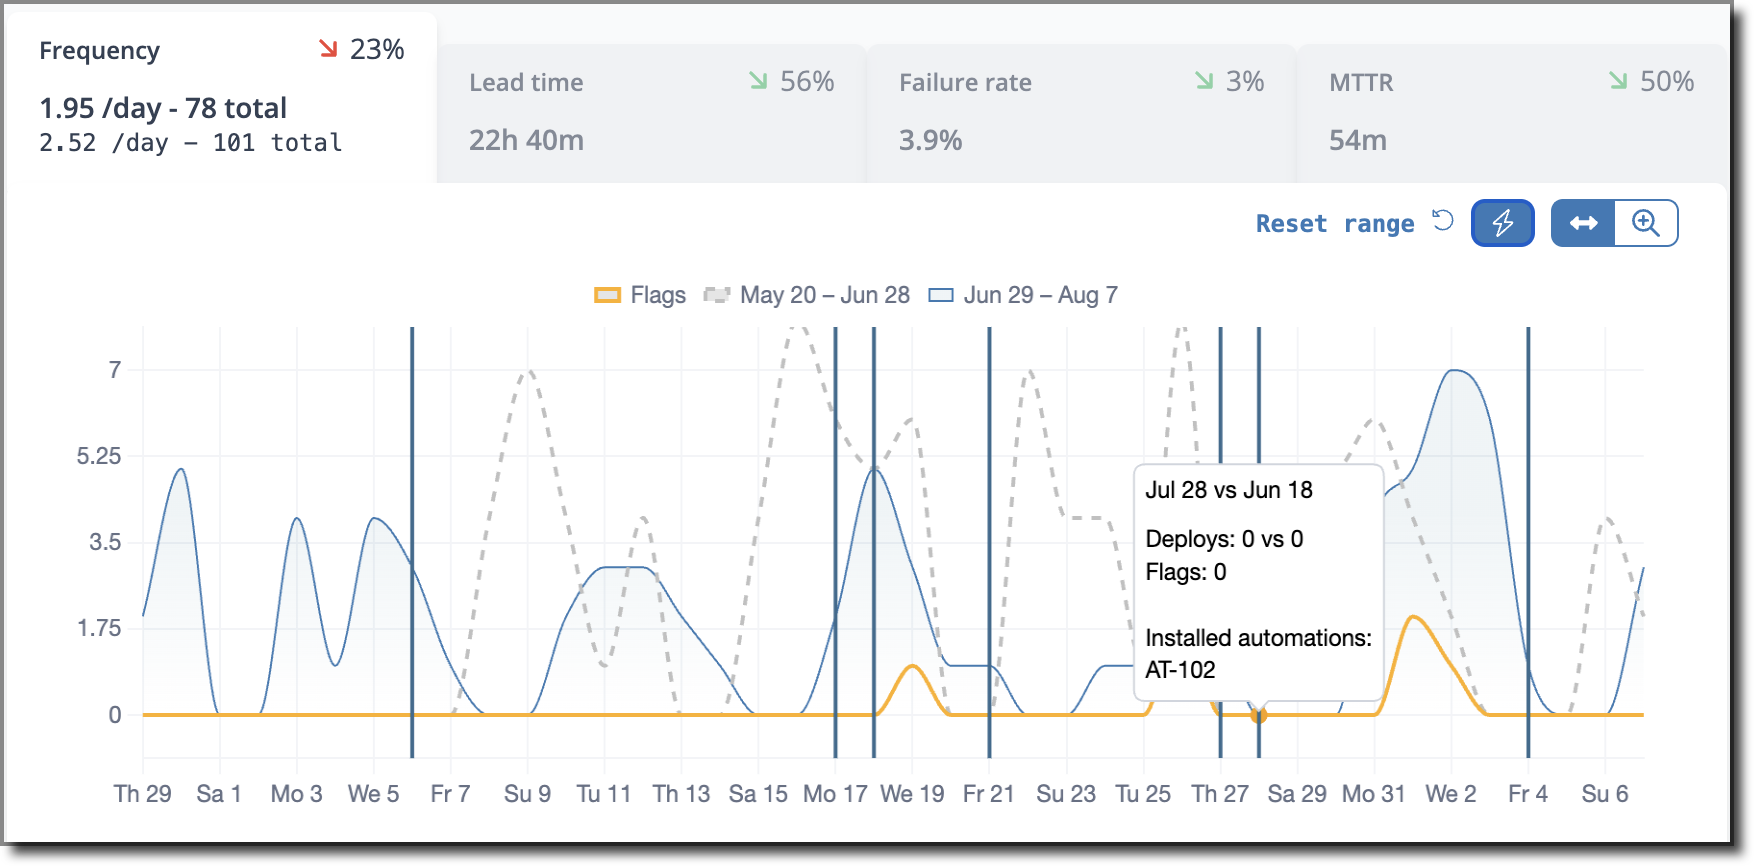 Frequency 23%
1.95 /day - 78 total
2.52 /day – 101 total
Lead time 56%
22h 40m
Failure rate 3%
3.9%
MTTR 50%
54m
Reset range
Flags May 20 – Jun 28 Jun 29 – Aug 7
7
5.25
3.5
1.75
0
Jul 28 vs Jun 18
Deploys: 0 vs 0
Flags: 0
Installed automations:
AT-102
Th 29 Sa 1 Mo 3 We 5 Fr 7 Su 9 Tu 11 Th 13 Sa 15 Mo 17 We 19 Fr 21 Su 23 Tu 25 Th 27 Sa 29 Mo 31 We 2 Fr 4 Su 6